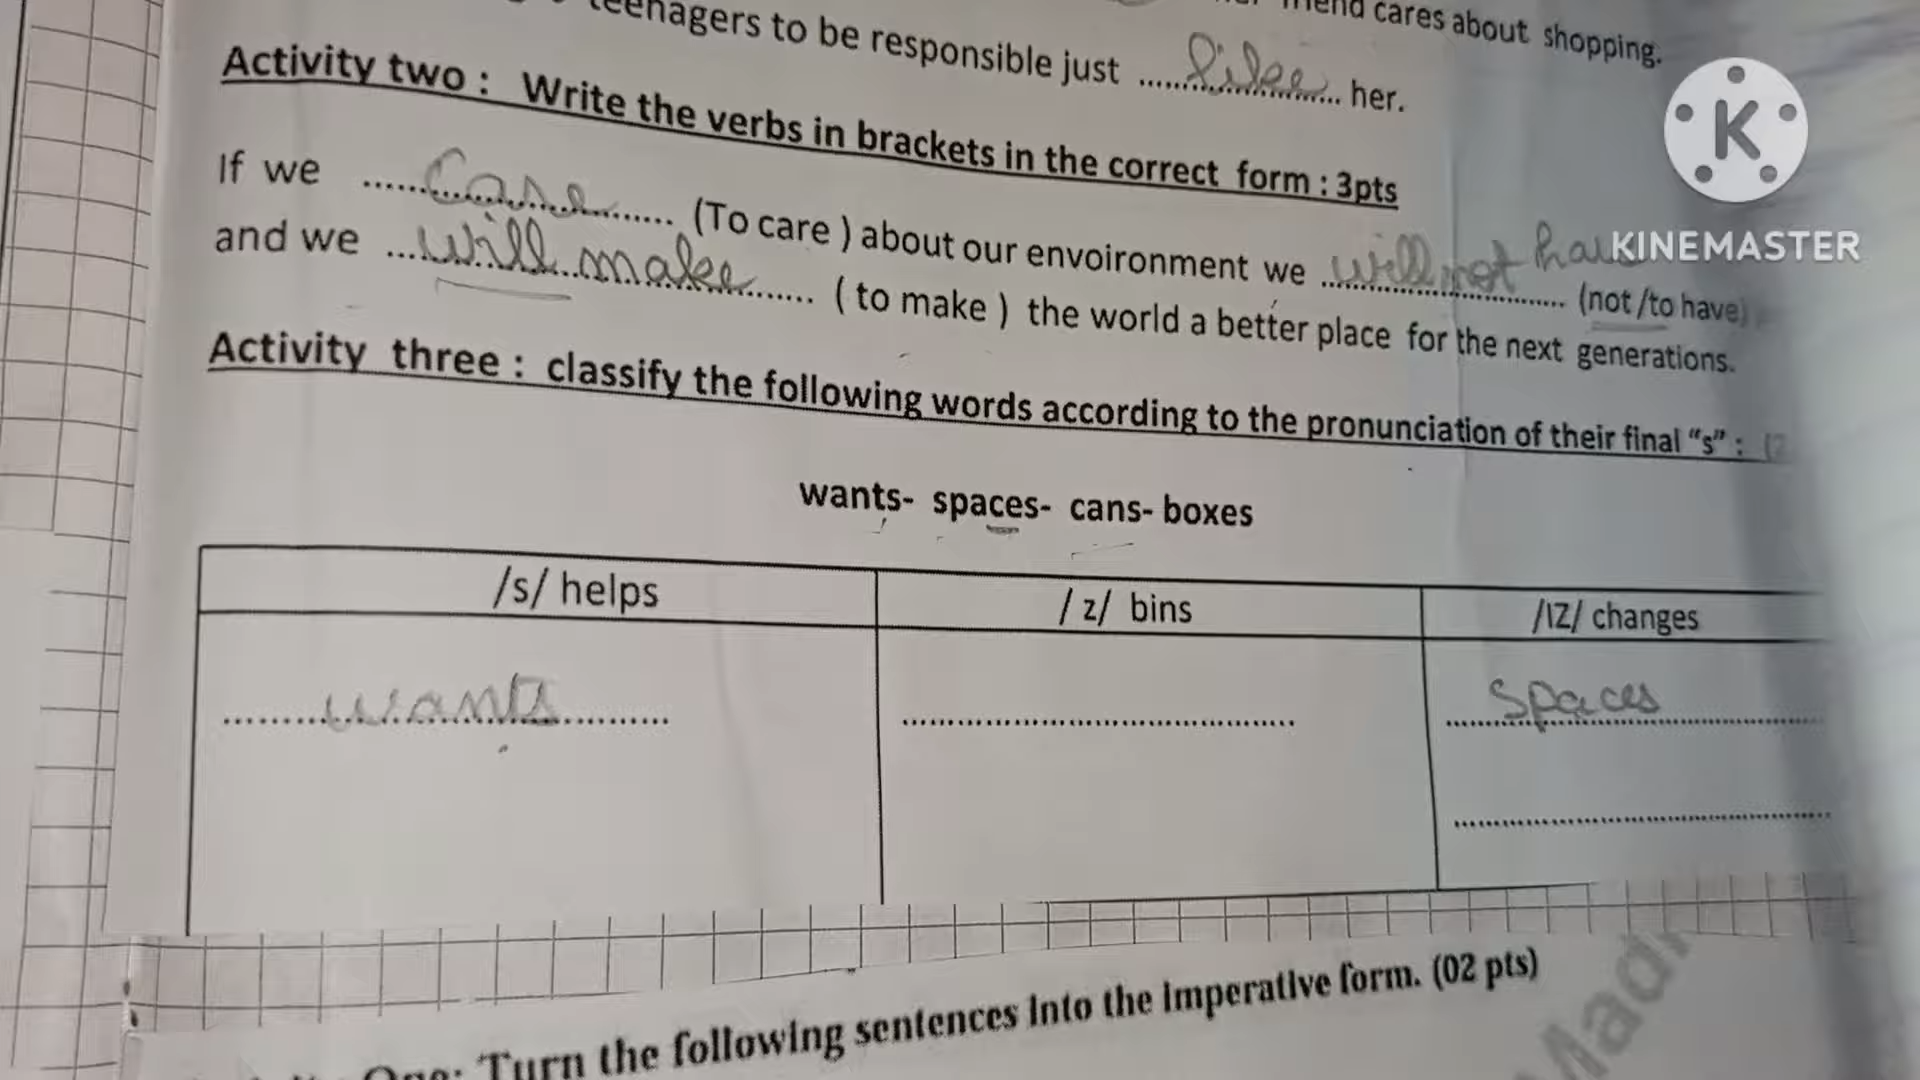 teenagers to be responsible just ......like...... her.
friend cares about shopping.
Activity two : Write the verbs in brackets in the correct form : 3pts
If we ......Care...... (To care ) about our envoironment we ......will not have...... (not /to have)
and we ...will make...... ( to make ) the world a better place for the next generations.
Activity three : classify the following words according to the pronunciation of their final “s” :
wants- spaces- cans- boxes
/s/ helps
/ z/ bins
/IZ/ changes
wants
spaces
One: Turn the following sentences into the imperative form. (02 pts)
Madr
K
KINEMASTER